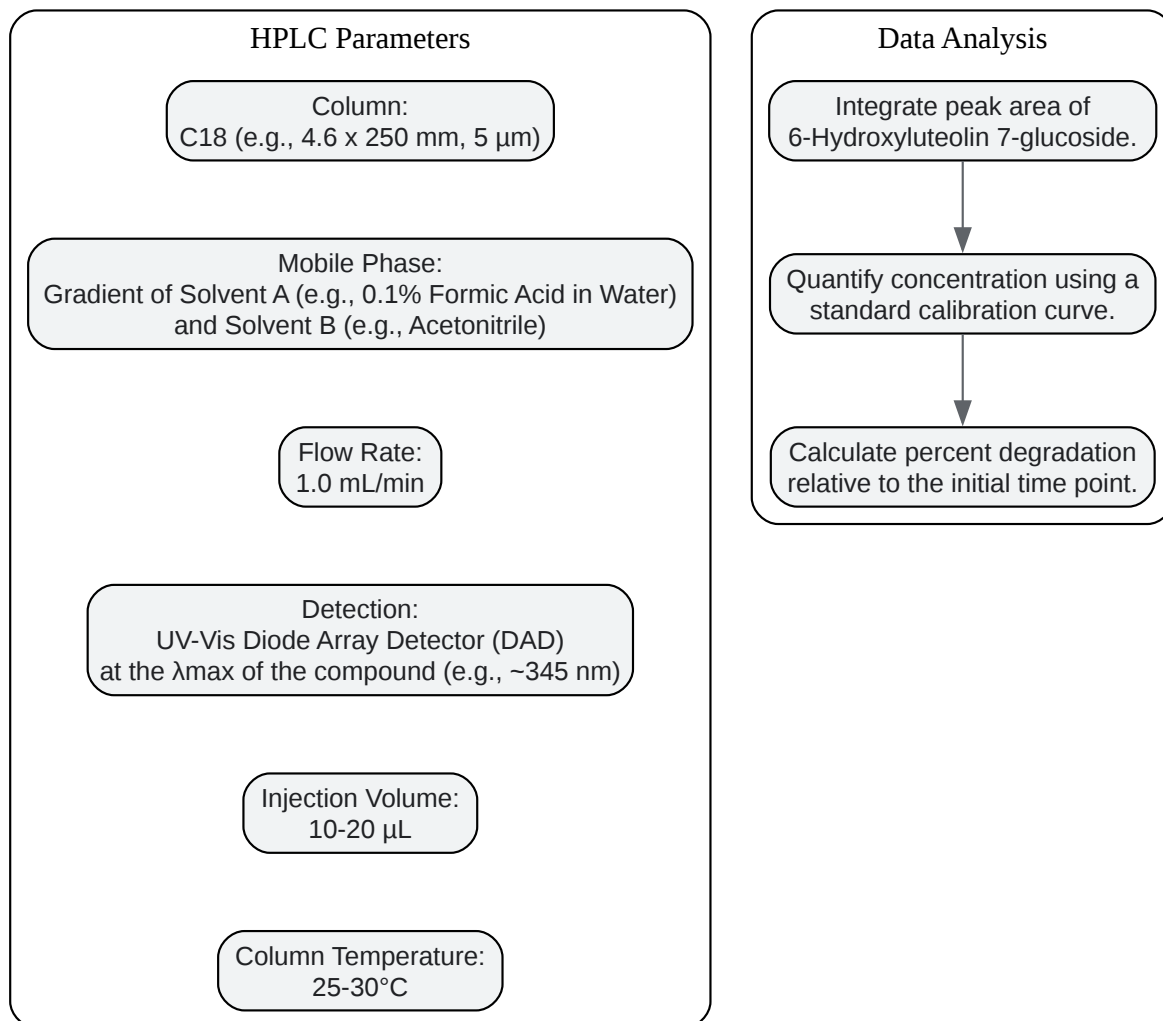 HPLC Parameters
Column:
C18 (e.g., 4.6 x 250 mm, 5 µm)
Mobile Phase:
Gradient of Solvent A (e.g., 0.1% Formic Acid in Water)
and Solvent B (e.g., Acetonitrile)
Flow Rate:
1.0 mL/min
Detection:
UV-Vis Diode Array Detector (DAD)
at the λmax of the compound (e.g., ~345 nm)
Injection Volume:
10-20 µL
Column Temperature:
25-30°C
Data Analysis
Integrate peak area of
6-Hydroxyluteolin 7-glucoside.
Quantify concentration using a
standard calibration curve.
Calculate percent degradation
relative to the initial time point.